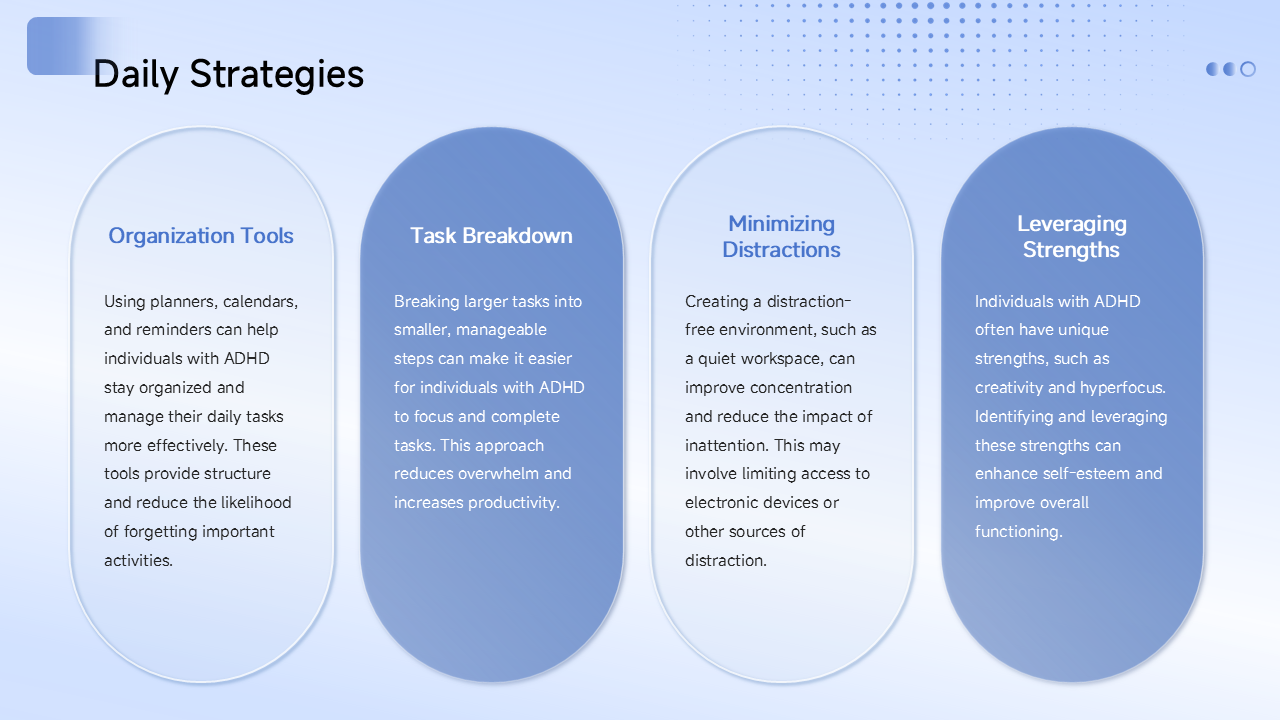 Daily Strategies
Organization Tools
Using planners, calendars,
and reminders can help
individuals with ADHD
stay organized and
manage their daily tasks
more effectively. These
tools provide structure
and reduce the likelihood
of forgetting important
activities.
Task Breakdown
Breaking larger tasks into
smaller, manageable
steps can make it easier
for individuals with ADHD
to focus and complete
tasks. This approach
reduces overwhelm and
increases productivity.
Minimizing
Distractions
Creating a distraction-
free environment, such as
a quiet workspace, can
improve concentration
and reduce the impact of
inattention. This may
involve limiting access to
electronic devices or
other sources of
distraction.
Leveraging
Strengths
Individuals with ADHD
often have unique
strengths, such as
creativity and hyperfocus.
Identifying and leveraging
these strengths can
enhance self-esteem and
improve overall
functioning.